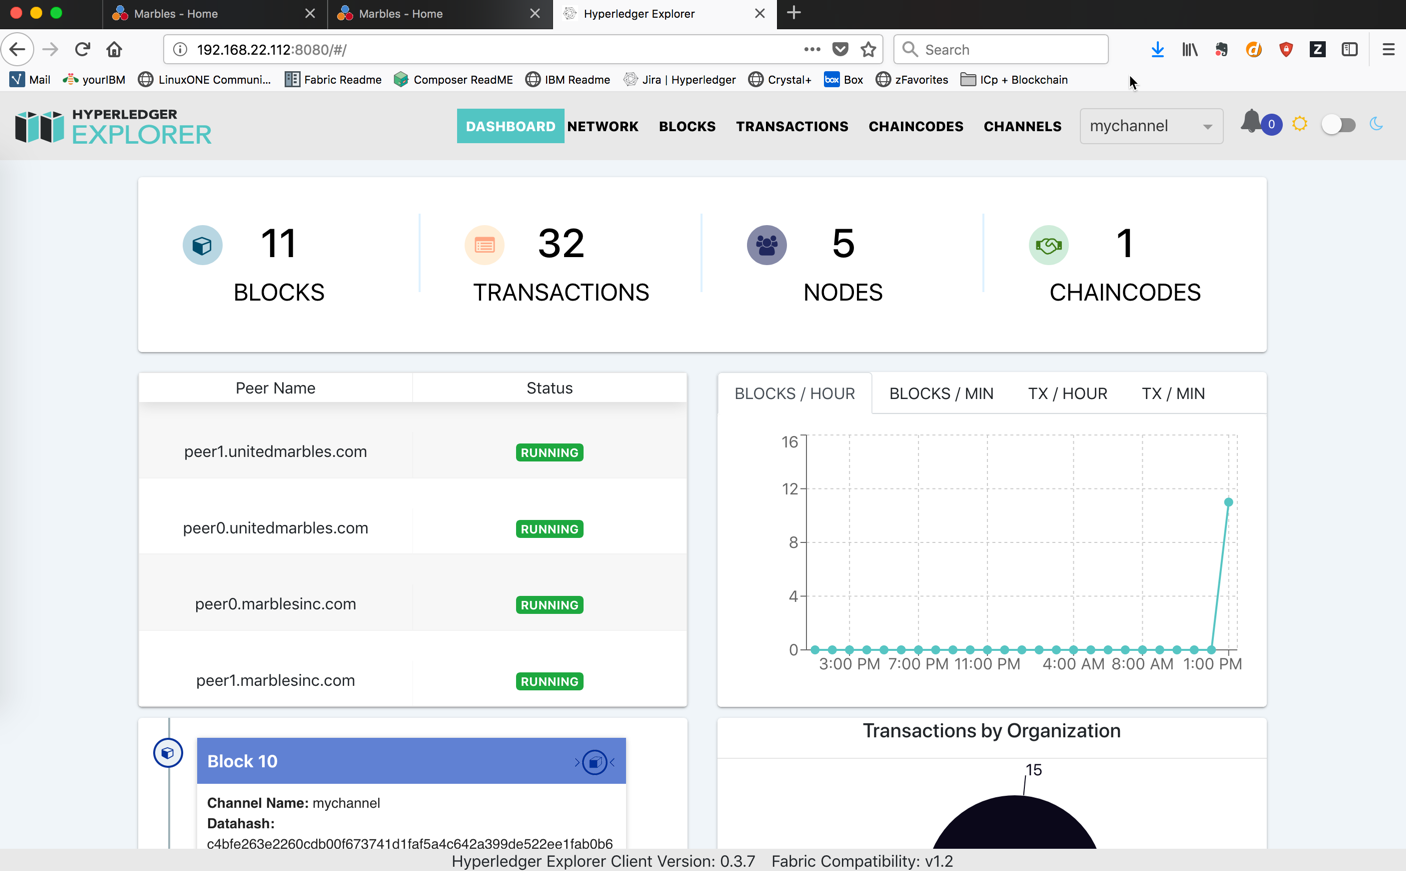 Marbles - Home
Marbles - Home
Hyperledger Explorer
192.168.22.112:8080/#/
Search
Mail
yourIBM
LinuxONE Communi...
Fabric Readme
Composer ReadME
IBM Readme
Jira | Hyperledger
Crystal+
box
Box
zFavorites
ICp + Blockchain
HYPERLEDGER
EXPLORER
DASHBOARD
NETWORK
BLOCKS
TRANSACTIONS
CHAINCODES
CHANNELS
mychannel
0
11
BLOCKS
32
TRANSACTIONS
5
NODES
1
CHAINCODES
Peer Name
Status
peer1.unitedmarbles.com
RUNNING
peer0.unitedmarbles.com
RUNNING
peer0.marblesinc.com
RUNNING
peer1.marblesinc.com
RUNNING
BLOCKS / HOUR
BLOCKS / MIN
TX / HOUR
TX / MIN
16
12
8
4
0
3:00 PM 7:00 PM 11:00 PM 4:00 AM 8:00 AM 1:00 PM
Block 10
Channel Name: mychannel
Datahash:
c4bfe263e2260cdb00f673741d1faf5a4c642a399de522ee1fab0b6
Transactions by Organization
15
Hyperledger Explorer Client Version: 0.3.7 Fabric Compatibility: v1.2